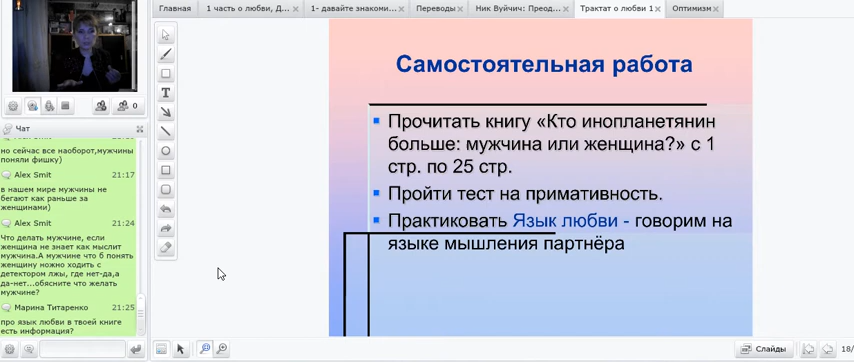 Главная
1 часть о любви, Д...
1- давайте знакоми...
Переводы
Ник Вуйчич: Преод...
Трактат о любви 1
Оптимизм
0
Чат
21:17
но сейчас все наоборот,мужчины
поняли фишку)
Alex Smit 21:17
в нашем мире мужчины не
бегают как раньше за
женщинами)
Alex Smit 21:24
Что делать мужчине, если
женщина не знает как мыслит
мужчина.А мужчине что б понять
женщину нужно ходить с
детектором лжы, где нет-да,а
да-нет...обясните что желать
мужчине?
Марина Титаренко 21:25
про язык любви в твоей книге
есть информация?
T
Самостоятельная работа
Прочитать книгу «Кто инопланетянин
больше: мужчина или женщина?» с 1
стр. по 25 стр.
Пройти тест на примативность.
Практиковать Язык любви - говорим на
языке мышления партнёра
Слайды
18/